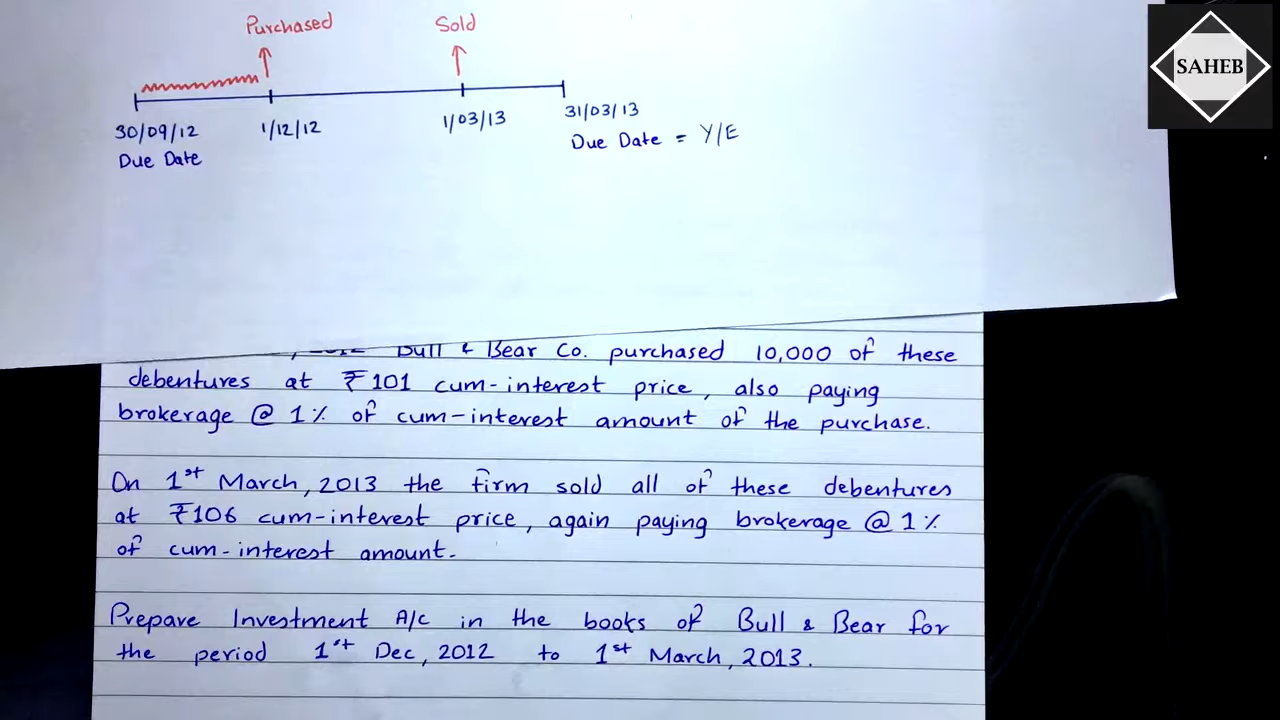 Purchased
Sold
30/09/12
Due Date
1/12/12
1/03/13
31/03/13
Due Date = Y/E
SAHEB
Bull & Bear Co. purchased 10,000 of these
debentures at ₹101 cum-interest price, also paying
brokerage @ 1% of cum-interest amount of the purchase.
On 1st March, 2013 the firm sold all of these debentures
at ₹106 cum-interest price, again paying brokerage @ 1%
of cum-interest amount.
Prepare Investment A/c in the books of Bull & Bear for
the period 1st Dec, 2012 to 1st March, 2013.